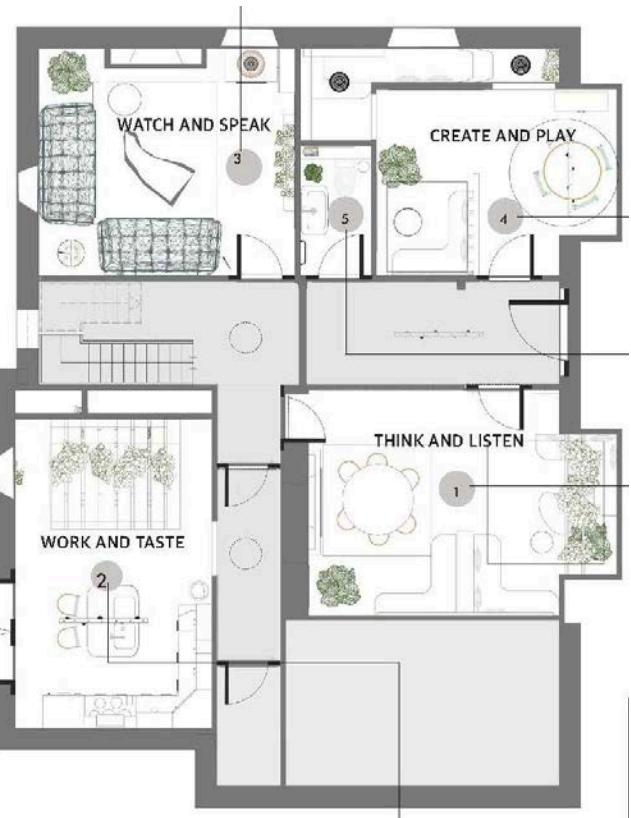 WATCH AND SPEAK
3
CREATE AND PLAY
5
4
THINK AND LISTEN
1
WORK AND TASTE
2